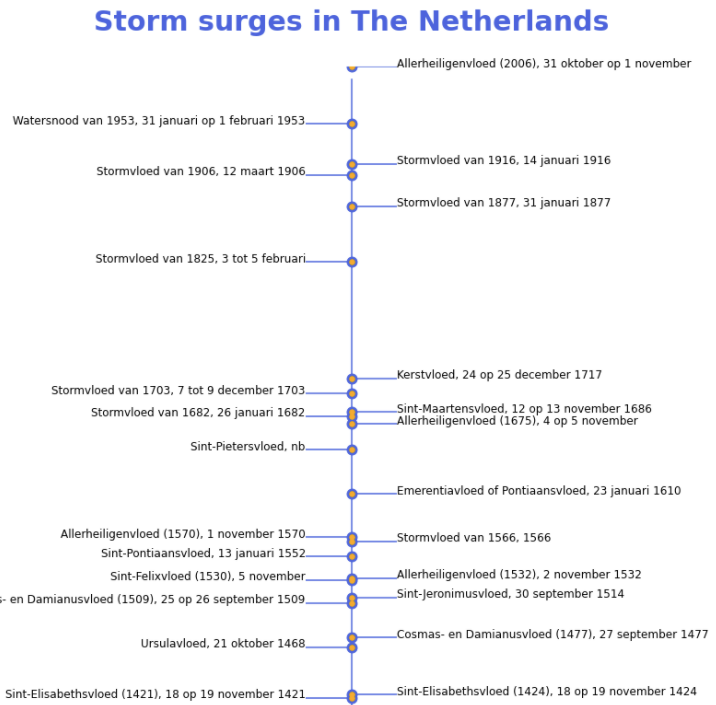 Storm surges in The Netherlands
Allerheiligenvloed (2006), 31 oktober op 1 november
Watersnood van 1953, 31 januari op 1 februari 1953
Stormvloed van 1916, 14 januari 1916
Stormvloed van 1906, 12 maart 1906
Stormvloed van 1877, 31 januari 1877
Stormvloed van 1825, 3 tot 5 februari
Kerstvloed, 24 op 25 december 1717
Stormvloed van 1703, 7 tot 9 december 1703
Sint-Maartensvloed, 12 op 13 november 1686
Stormvloed van 1682, 26 januari 1682
Allerheiligenvloed (1675), 4 op 5 november
Sint-Pietersvloed, nb
Emerentiavloed of Pontiaansvloed, 23 januari 1610
Allerheiligenvloed (1570), 1 november 1570
Stormvloed van 1566, 1566
Sint-Pontiaansvloed, 13 januari 1552
Allerheiligenvloed (1532), 2 november 1532
Sint-Felixvloed (1530), 5 november
Sint-Jeronimusvloed, 30 september 1514
s- en Damianusvloed (1509), 25 op 26 september 1509
Cosmas- en Damianusvloed (1477), 27 september 1477
Ursulavloed, 21 oktober 1468
Sint-Elisabethsvloed (1424), 18 op 19 november 1424
Sint-Elisabethsvloed (1421), 18 op 19 november 1421